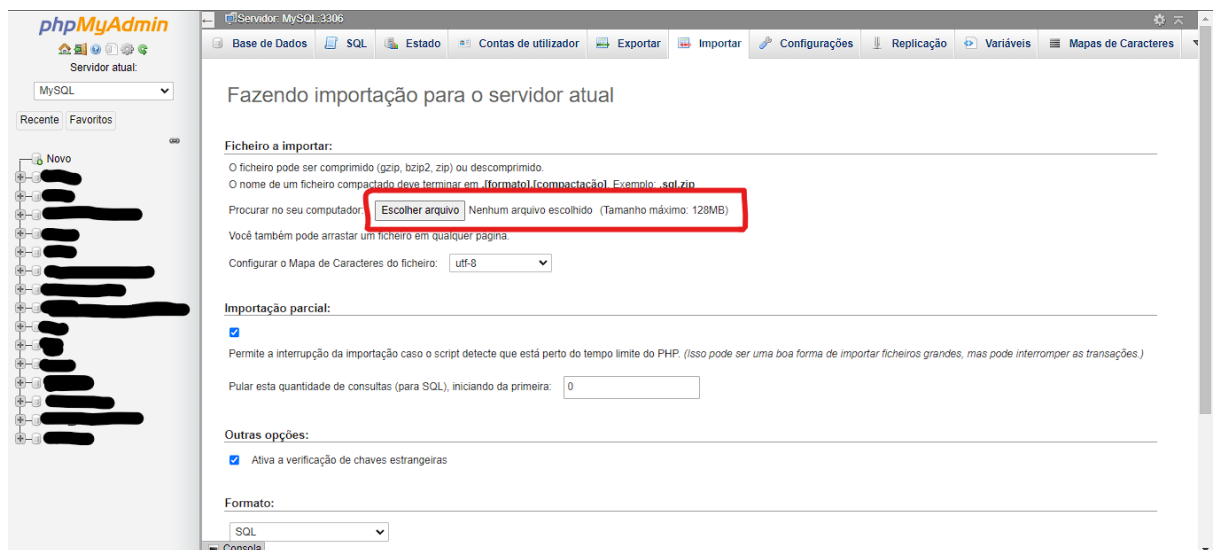 phpMyAdmin
Servidor atual:
MySQL
Recente Favoritos
Novo
Servidor: MySQL:3306
Base de Dados SQL Estado Contas de utilizador Exportar Importar Configurações Replicação Variáveis Mapas de Caracteres
Fazendo importação para o servidor atual
Ficheiro a importar:
O ficheiro pode ser comprimido (gzip, bzip2, zip) ou descomprimido.
O nome de um ficheiro compactado deve terminar em .[formato].[compactação]. Exemplo: .sql.zip
Procurar no seu computador: Escolher arquivo Nenhum arquivo escolhido (Tamanho máximo: 128MB)
Você também pode arrastar um ficheiro em qualquer página.
Configurar o Mapa de Caracteres do ficheiro: utf-8
Importação parcial:
Permite a interrupção da importação caso o script detecte que está perto do tempo limite do PHP. (Isso pode ser uma boa forma de importar ficheiros grandes, mas pode interromper as transações.)
Pular esta quantidade de consultas (para SQL), iniciando da primeira: 0
Outras opções:
Ativa a verificação de chaves estrangeiras
Formato:
SQL
Consola